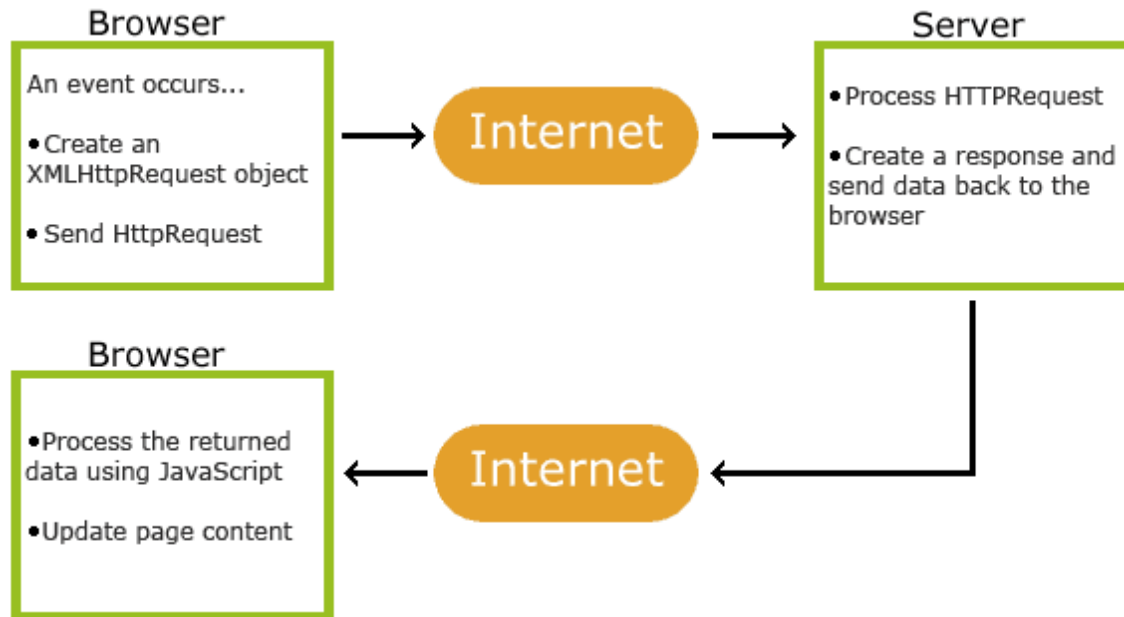 Browser
An event occurs...
•Create an
XMLHttpRequest object
•Send HttpRequest
Internet
Server
•Process HTTPRequest
•Create a response and
send data back to the
browser
Browser
•Process the returned
data using JavaScript
•Update page content
Internet